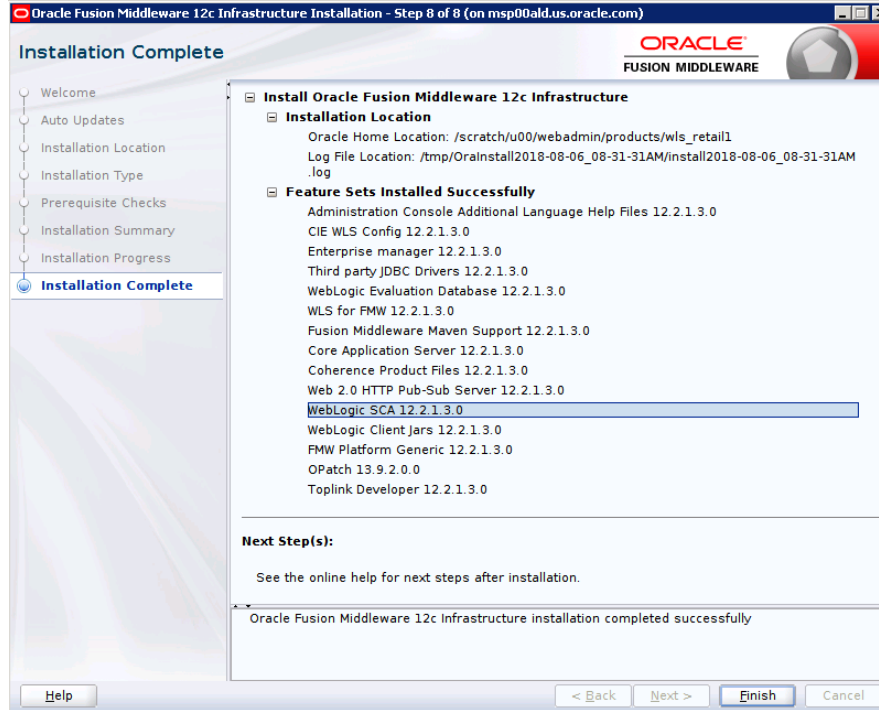 Oracle Fusion Middleware 12c Infrastructure Installation - Step 8 of 8 (on msp00ald.us.oracle.com)
Installation Complete
ORACLE
FUSION MIDDLEWARE
Welcome
Auto Updates
Installation Location
Installation Type
Prerequisite Checks
Installation Summary
Installation Progress
Installation Complete
Install Oracle Fusion Middleware 12c Infrastructure
Installation Location
Oracle Home Location: /scratch/u00/webadmin/products/wls_retail1
Log File Location: /tmp/OraInstall2018-08-06_08-31-31AM/install2018-08-06_08-31-31AM
.log
Feature Sets Installed Successfully
Administration Console Additional Language Help Files 12.2.1.3.0
CIE WLS Config 12.2.1.3.0
Enterprise manager 12.2.1.3.0
Third party JDBC Drivers 12.2.1.3.0
WebLogic Evaluation Database 12.2.1.3.0
WLS for FMW 12.2.1.3.0
Fusion Middleware Maven Support 12.2.1.3.0
Core Application Server 12.2.1.3.0
Coherence Product Files 12.2.1.3.0
Web 2.0 HTTP Pub-Sub Server 12.2.1.3.0
WebLogic SCA 12.2.1.3.0
WebLogic Client Jars 12.2.1.3.0
FMW Platform Generic 12.2.1.3.0
OPatch 13.9.2.0.0
Toplink Developer 12.2.1.3.0
Next Step(s):
See the online help for next steps after installation.
Oracle Fusion Middleware 12c Infrastructure installation completed successfully
Help
< Back
Next >
Finish
Cancel